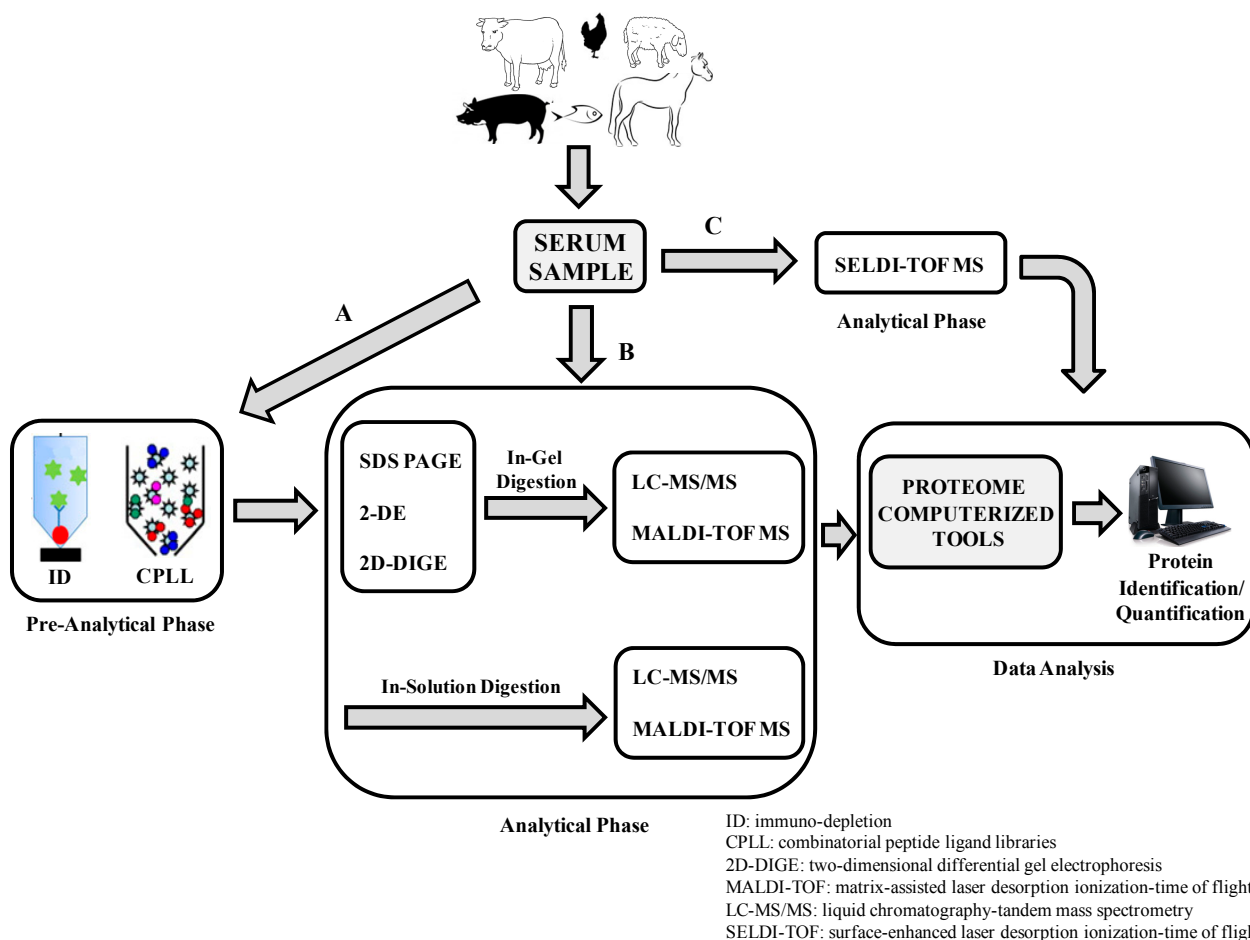 SERUM
SAMPLE
C
SELDI-TOF MS
Analytical Phase
A
B
ID
CPLL
Pre-Analytical Phase
SDS PAGE
2-DE
2D-DIGE
In-Gel
Digestion
LC-MS/MS
MALDI-TOF MS
In-Solution Digestion
LC-MS/MS
MALDI-TOF MS
Analytical Phase
PROTEOME
COMPUTERIZED
TOOLS
Protein
Identification/
Quantification
Data Analysis
ID: immuno-depletion
CPLL: combinatorial peptide ligand libraries
2D-DIGE: two-dimensional differential gel electrophoresis
MALDI-TOF: matrix-assisted laser desorption ionization-time of flight
LC-MS/MS: liquid chromatography-tandem mass spectrometry
SELDI-TOF: surface-enhanced laser desorption ionization-time of fligh